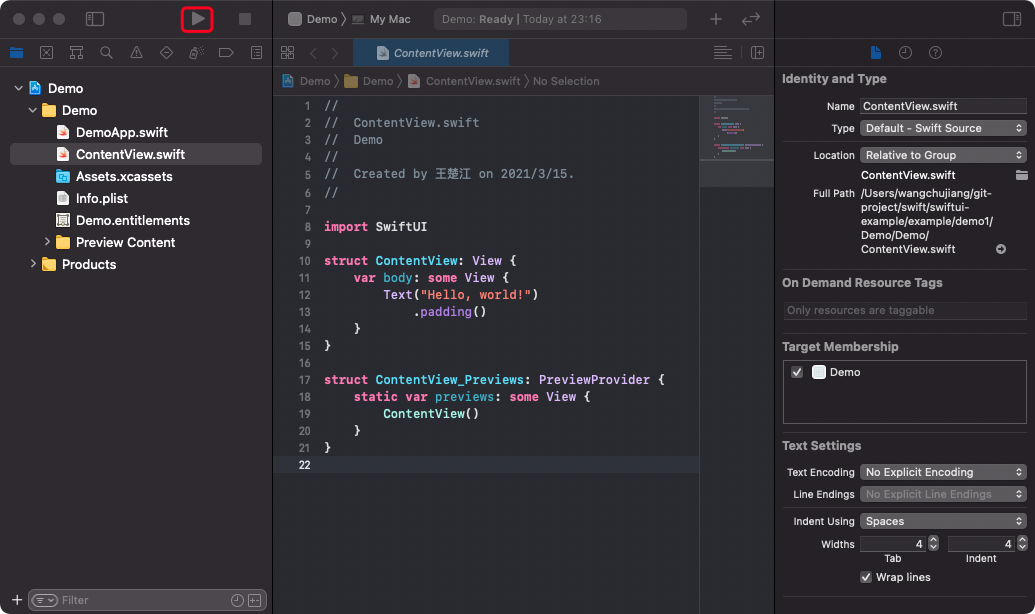 Demo 〉 My Mac
Demo: Ready | Today at 23:16
ContentView.swift
Demo 〉 Demo 〉 ContentView.swift 〉 No Selection
Demo
Demo
DemoApp.swift
ContentView.swift
Assets.xcassets
Info.plist
Demo.entitlements
Preview Content
Products
Filter
1 //
2 //  ContentView.swift
3 //  Demo
4 //
5 //  Created by 王楚江 on 2021/3/15.
6 //
7
8 import SwiftUI
9
10 struct ContentView: View {
11     var body: some View {
12         Text("Hello, world!")
13             .padding()
14     }
15 }
16
17 struct ContentView_Previews: PreviewProvider {
18     static var previews: some View {
19         ContentView()
20     }
21 }
22
Identity and Type
Name ContentView.swift
Type Default - Swift Source
Location Relative to Group
ContentView.swift
Full Path /Users/wangchujiang/git-
project/swift/swiftui-
example/example/demo1/
Demo/Demo/
ContentView.swift
On Demand Resource Tags
Only resources are taggable
Target Membership
Demo
Text Settings
Text Encoding No Explicit Encoding
Line Endings No Explicit Line Endings
Indent Using Spaces
Widths 4 4
Tab Indent
Wrap lines